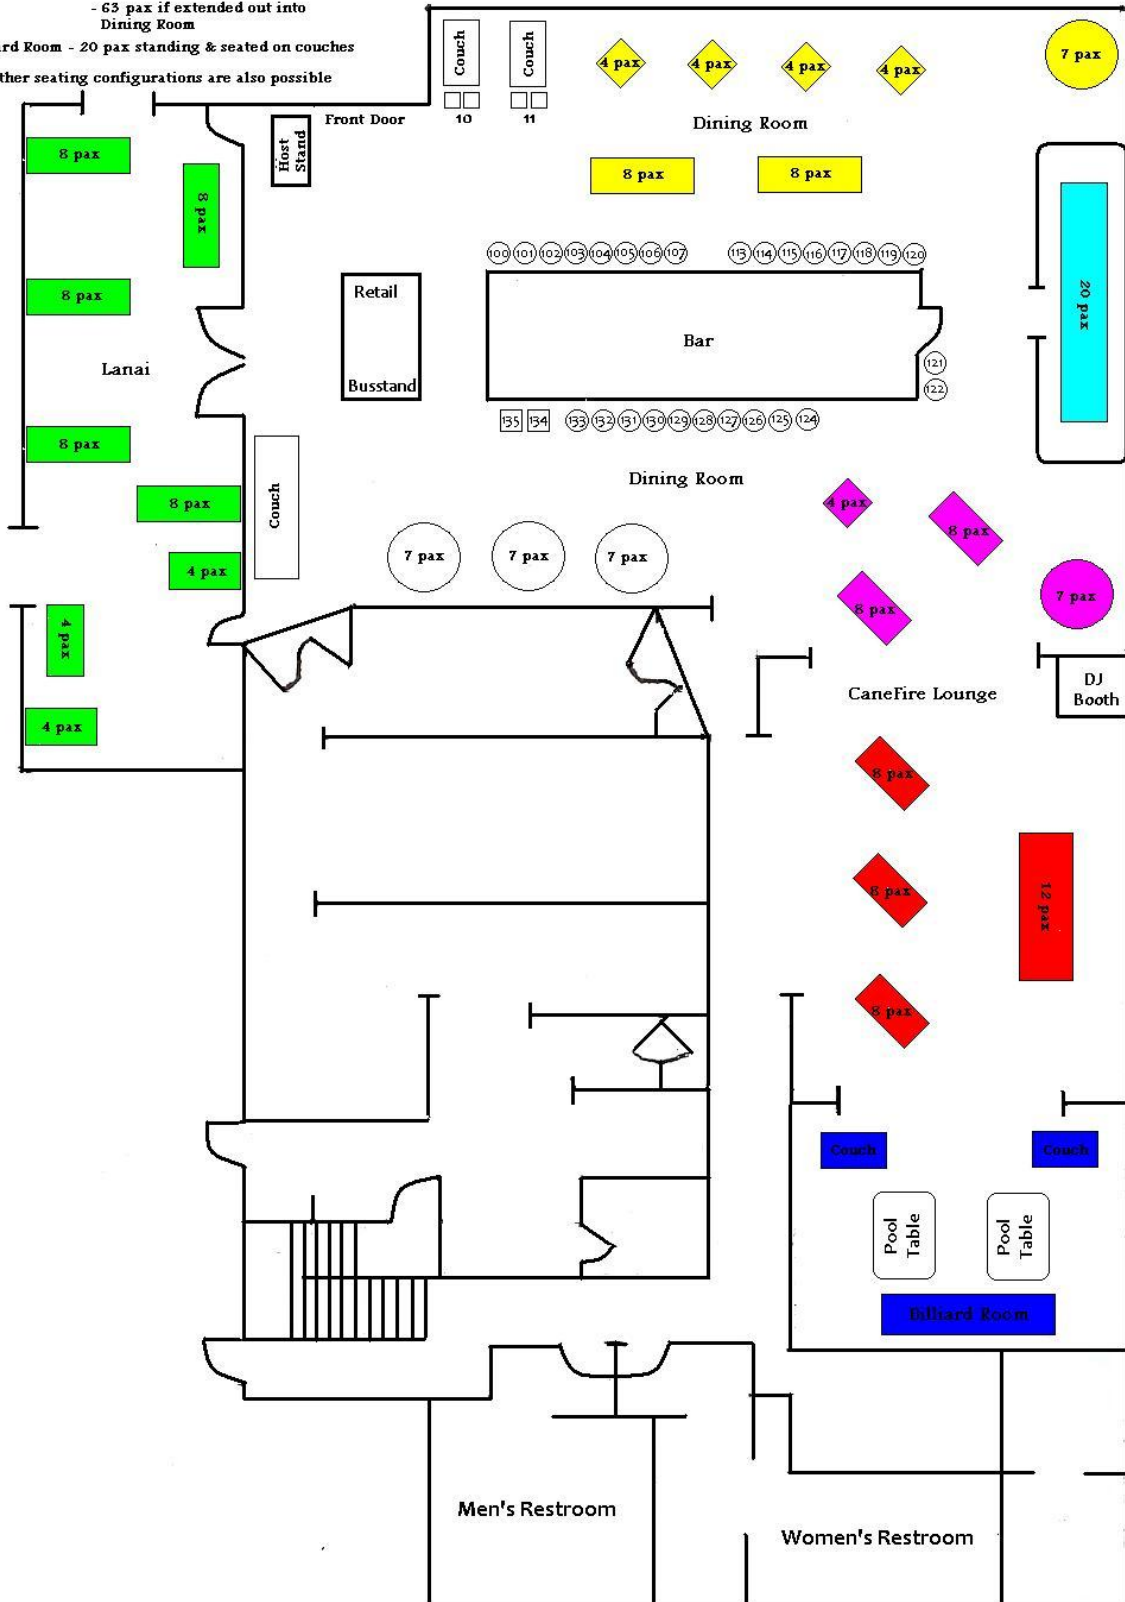 - 63 pax if extended out into
Dining Room
rd Room - 20 pax standing & seated on couches
ther seating configurations are also possible
Couch
Couch
4 pax
4 pax
4 pax
4 pax
7 pax
10
11
Front Door
Dining Room
Host
Stand
8 pax
8 pax
8 pax
8 pax
20 pax
100
101
102
103
104
105
106
107
113
114
115
116
117
118
119
120
8 pax
Retail
Busstand
Bar
Lanai
121
122
135
134
133
132
131
130
129
128
127
126
125
124
8 pax
Dining Room
8 pax
Couch
4 pax
8 pax
7 pax
7 pax
7 pax
4 pax
8 pax
7 pax
4 pax
4 pax
CaneFire Lounge
DJ
Booth
8 pax
8 pax
12 pax
8 pax
Couch
Couch
Pool
Table
Pool
Table
Billiard Room
Men's Restroom
Women's Restroom